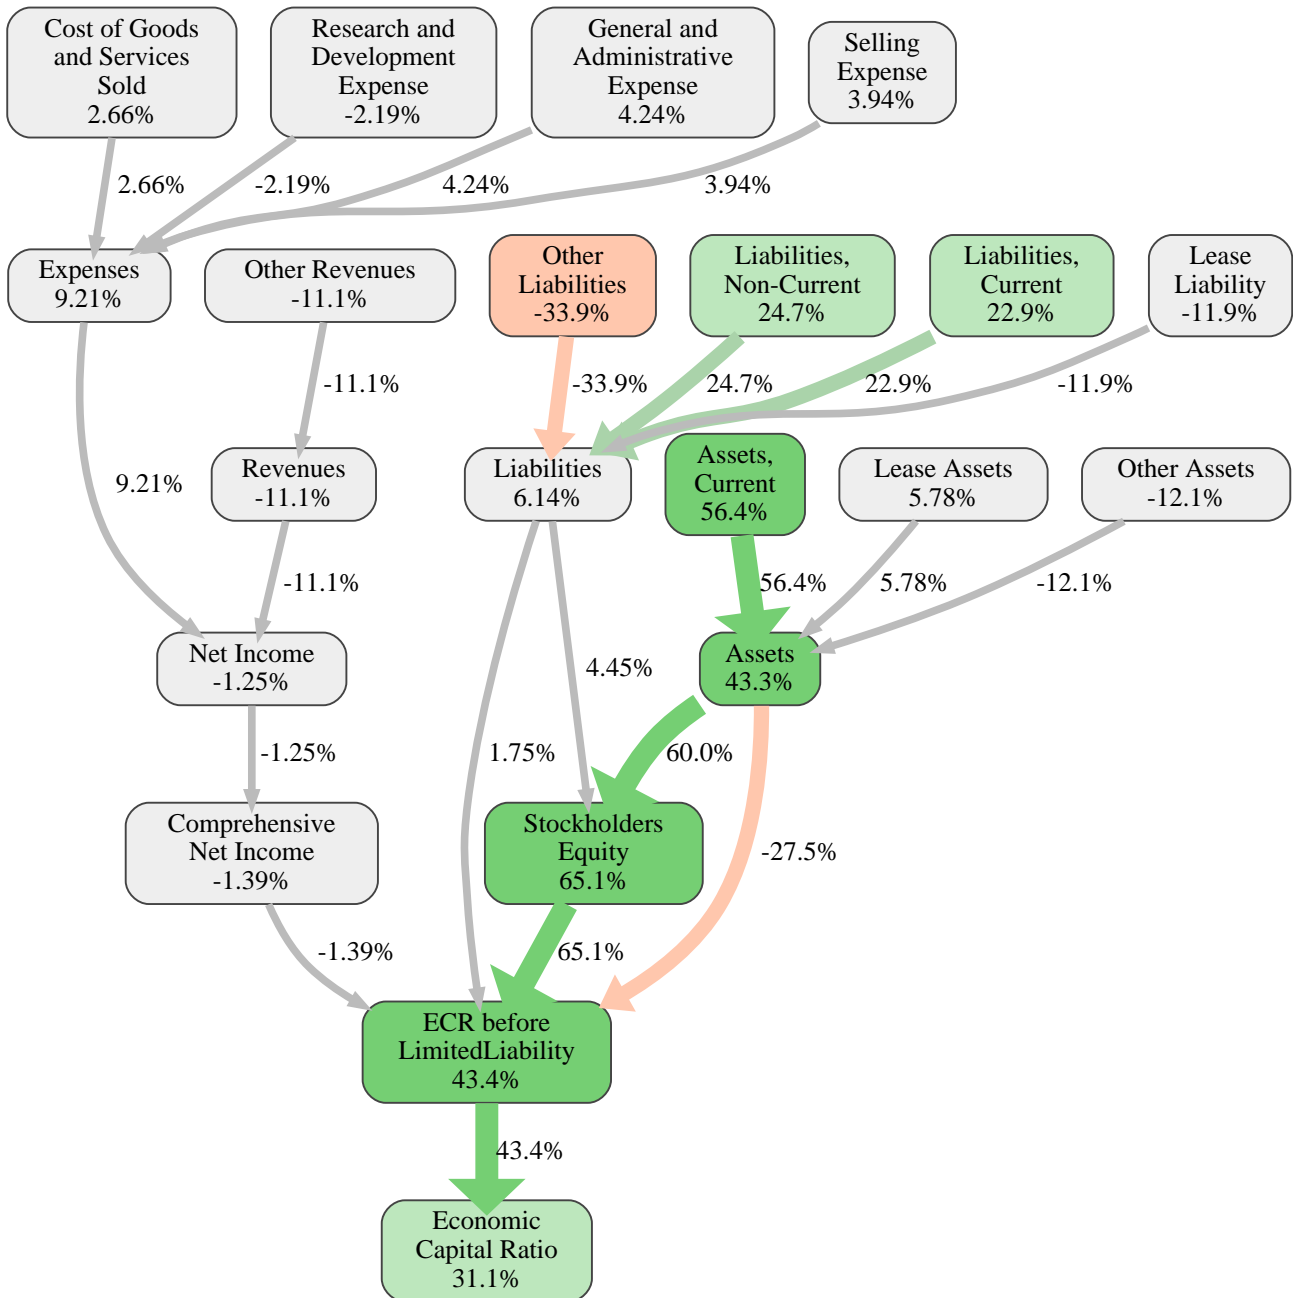 Cost of Goods
and Services
Sold
2.66%
Research and
Development
Expense
-2.19%
General and
Administrative
Expense
4.24%
Selling
Expense
3.94%
2.66%
-2.19%
4.24%
3.94%
Expenses
9.21%
Other Revenues
-11.1%
Other
Liabilities
-33.9%
Liabilities,
Non-Current
24.7%
Liabilities,
Current
22.9%
Lease
Liability
-11.9%
-11.1%
-33.9%
24.7%
22.9%
-11.9%
9.21%
Revenues
-11.1%
Liabilities
6.14%
Assets,
Current
56.4%
Lease Assets
5.78%
Other Assets
-12.1%
-11.1%
56.4%
5.78%
-12.1%
Net Income
-1.25%
4.45%
Assets
43.3%
-1.25%
1.75%
60.0%
Comprehensive
Net Income
-1.39%
Stockholders
Equity
65.1%
-27.5%
-1.39%
65.1%
ECR before
LimitedLiability
43.4%
43.4%
Economic
Capital Ratio
31.1%